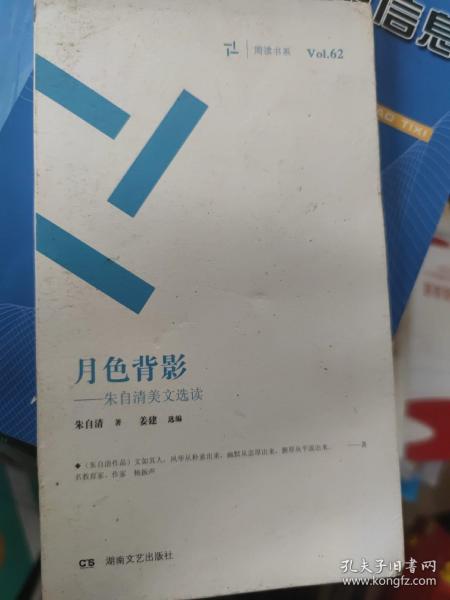 周读书系 Vol.62
信息
AO TIXI
月色背影
——朱自清美文选读
朱自清 著 姜建 选编
◆（朱自清作品）文如其人，风华从朴素出来，幽默从忠厚出来，腴厚从平淡出来。 ——著
名教育家、作家 杨振声
CS 湖南文艺出版社
孔夫子旧书网
www.kongfz.com